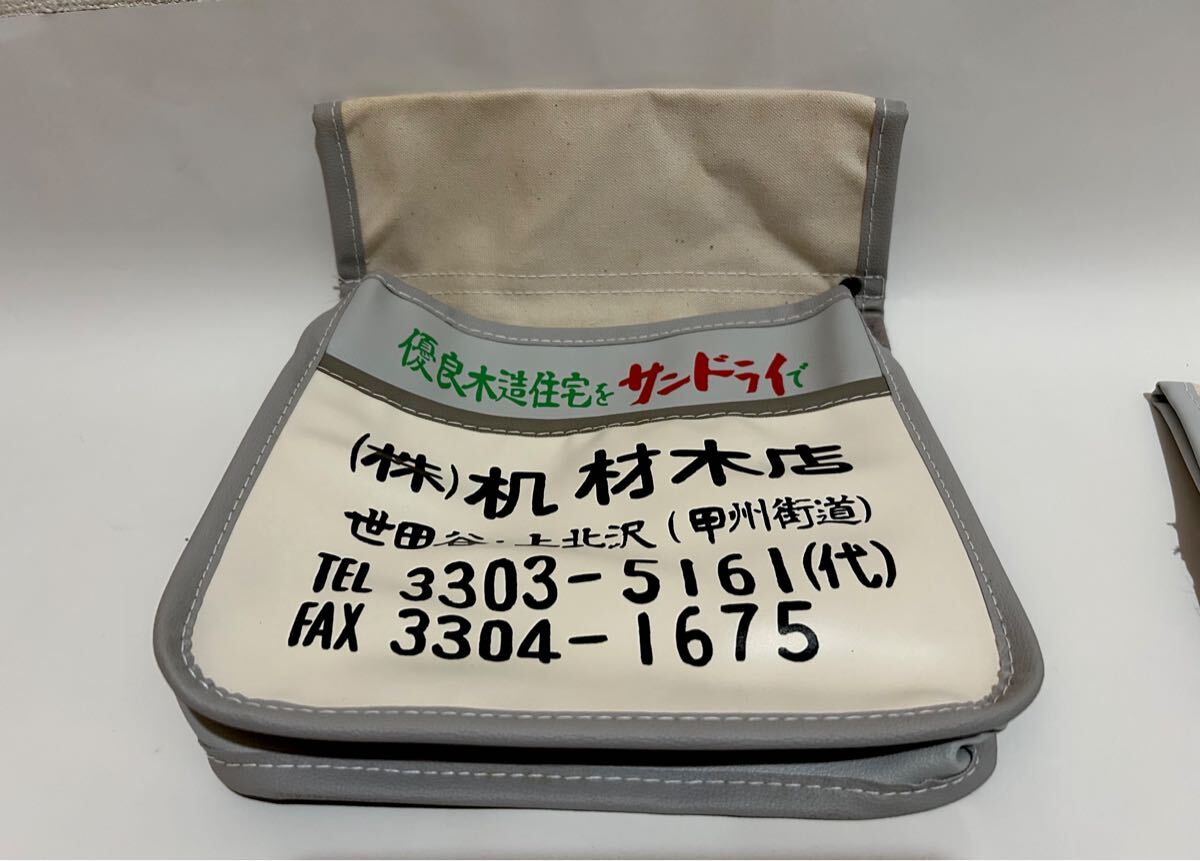 優良木造住宅をサンドライで
(株)机材木店
世田谷・上北沢(甲州街道)
TEL 3303-5161(代)
FAX 3304-1675